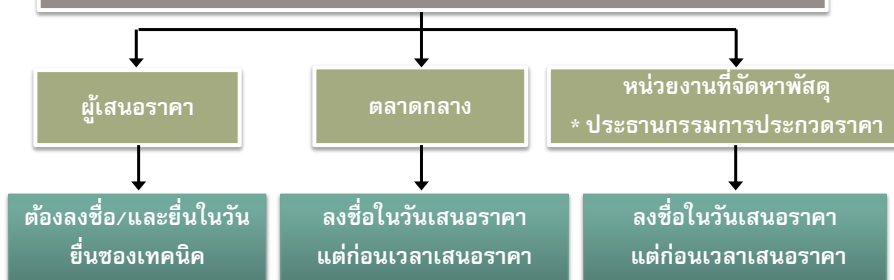 ผู้เสนอราคา
ตลาดกลาง
หน่วยงานที่จัดหาพัสดุ
* ประธานกรรมการประกวดราคา
ต้องลงชื่อ/และยื่นในวัน
ยื่นซองเทคนิค
ลงชื่อในวันเสนอราคา
แต่ก่อนเวลาเสนอราคา
ลงชื่อในวันเสนอราคา
แต่ก่อนเวลาเสนอราคา